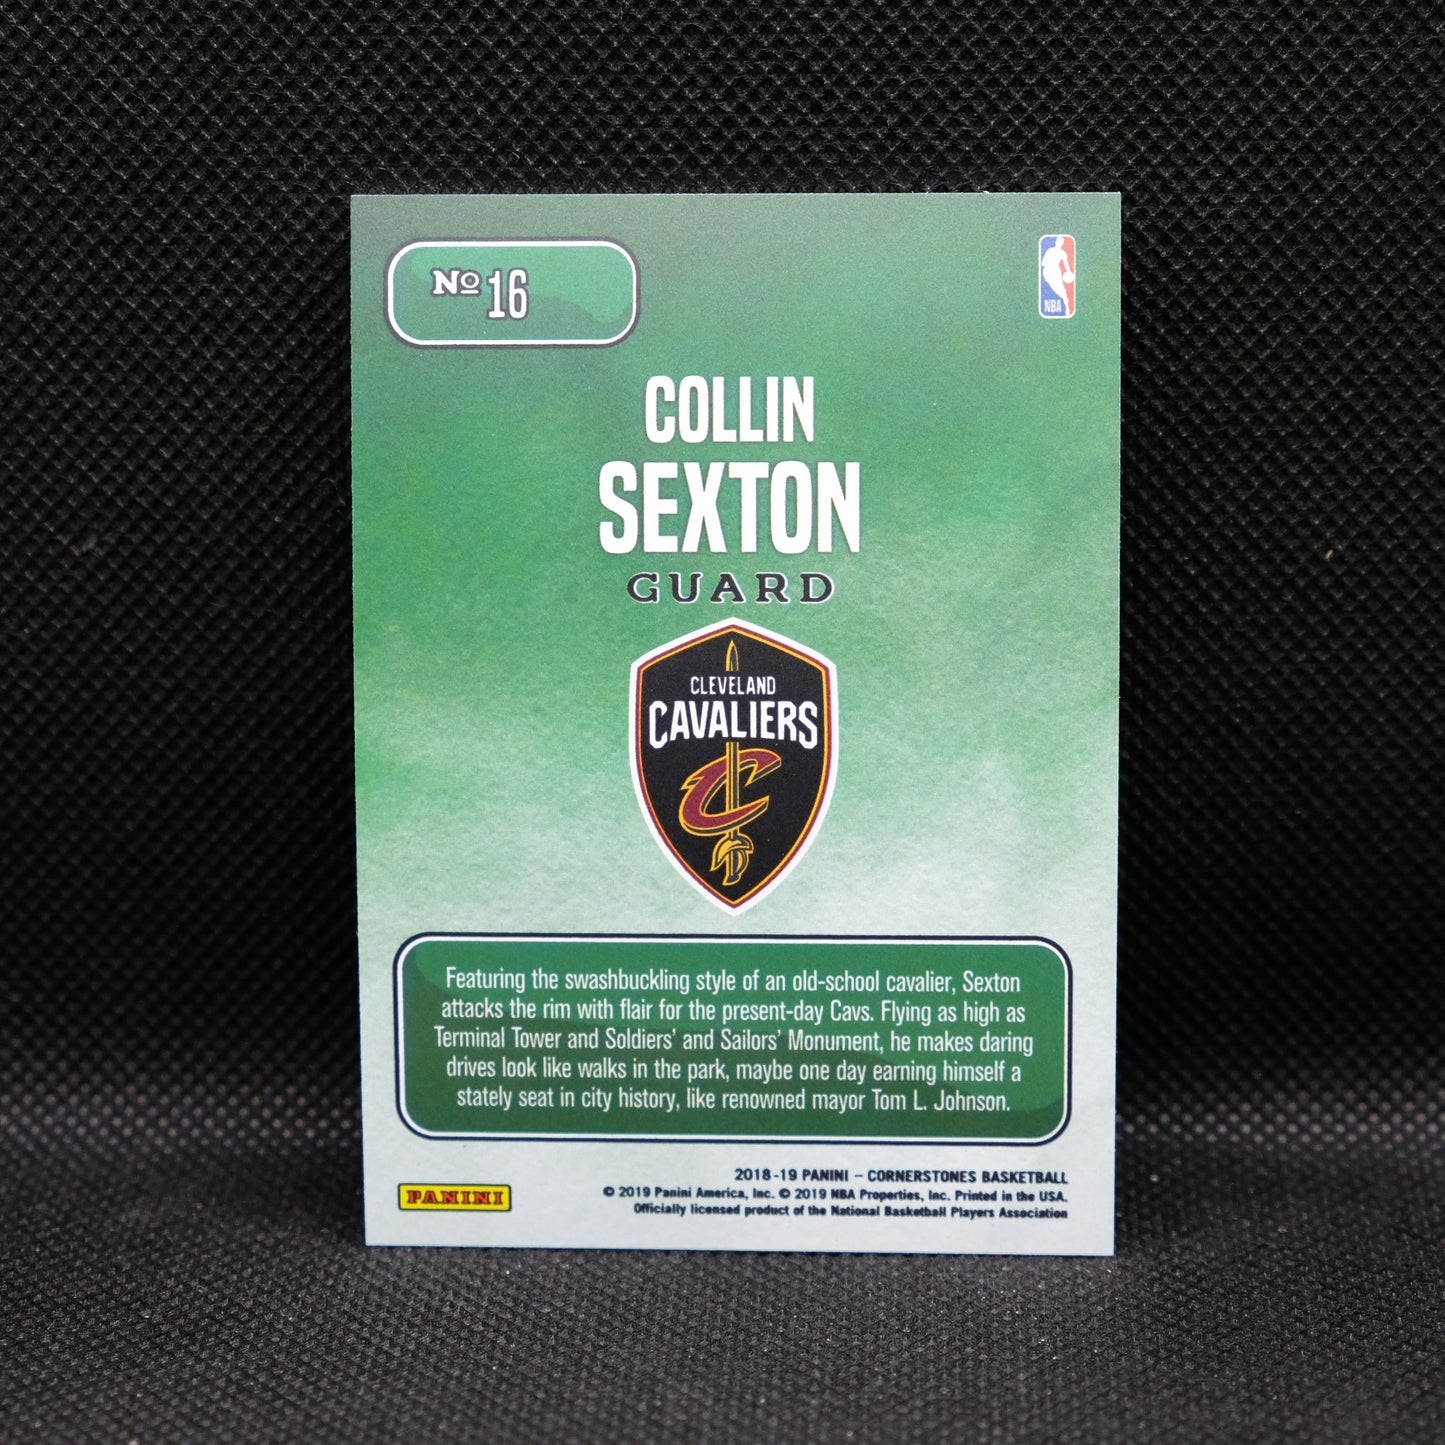 Nº 16
NBA
COLLIN
SEXTON
GUARD
CLEVELAND
CAVALIERS
C
Featuring the swashbuckling style of an old-school cavalier, Sexton
attacks the rim with flair for the present-day Cavs. Flying as high as
Terminal Tower and Soldiers' and Sailors' Monument, he makes daring
drives look like walks in the park, maybe one day earning himself a
stately seat in city history, like renowned mayor Tom L. Johnson.
2018-19 PANINI – CORNERSTONES BASKETBALL
© 2019 Panini America, Inc. © 2019 NBA Properties, Inc. Printed in the USA.
Officially licensed product of the National Basketball Players Association
PANINI